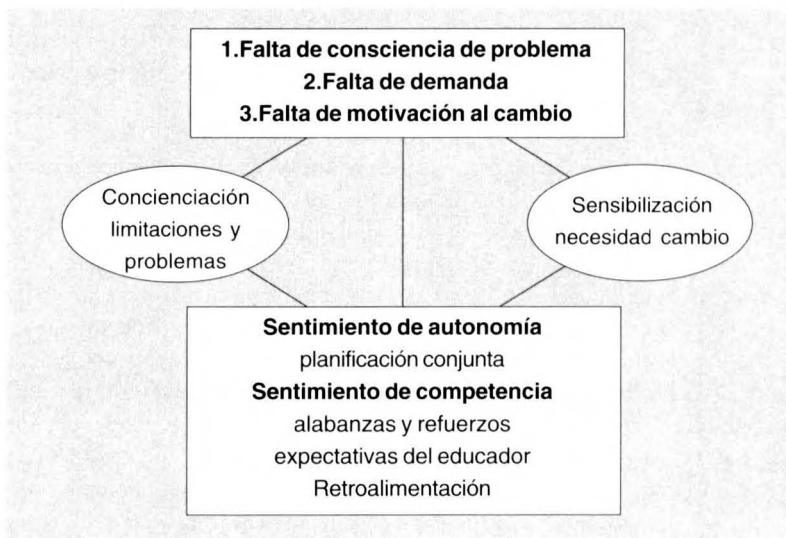 1.Falta de consciencia de problema
2.Falta de demanda
3.Falta de motivación al cambio
Concienciación
limitaciones y
problemas
Sensibilización
necesidad cambio
Sentimiento de autonomía
planificación conjunta
Sentimiento de competencia
alabanzas y refuerzos
expectativas del educador
Retroalimentación